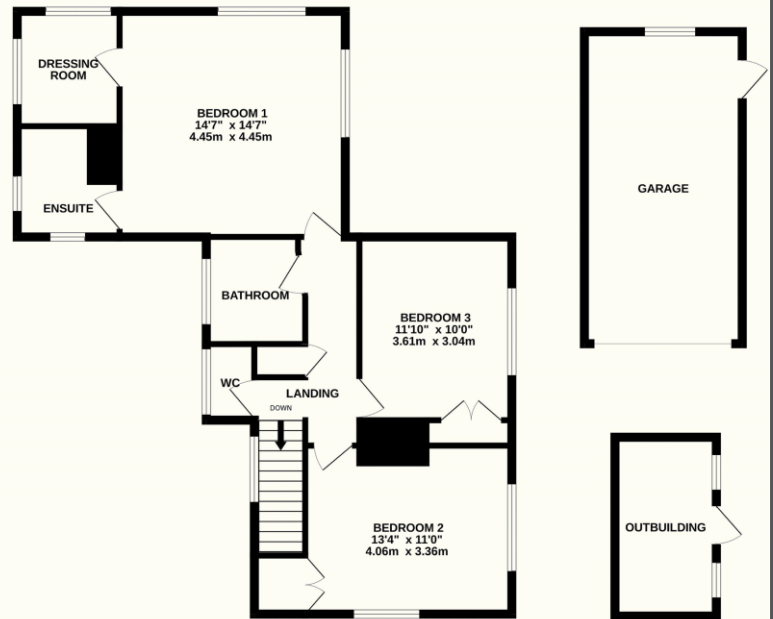 DRESSING
ROOM
BEDROOM 1
14'7" x 14'7"
4.45m x 4.45m
ENSUITE
GARAGE
BATHROOM
BEDROOM 3
11'10" x 10'0"
3.61m x 3.04m
WC
LANDING
DOWN
BEDROOM 2
13'4" x 11'0"
4.06m x 3.36m
OUTBUILDING